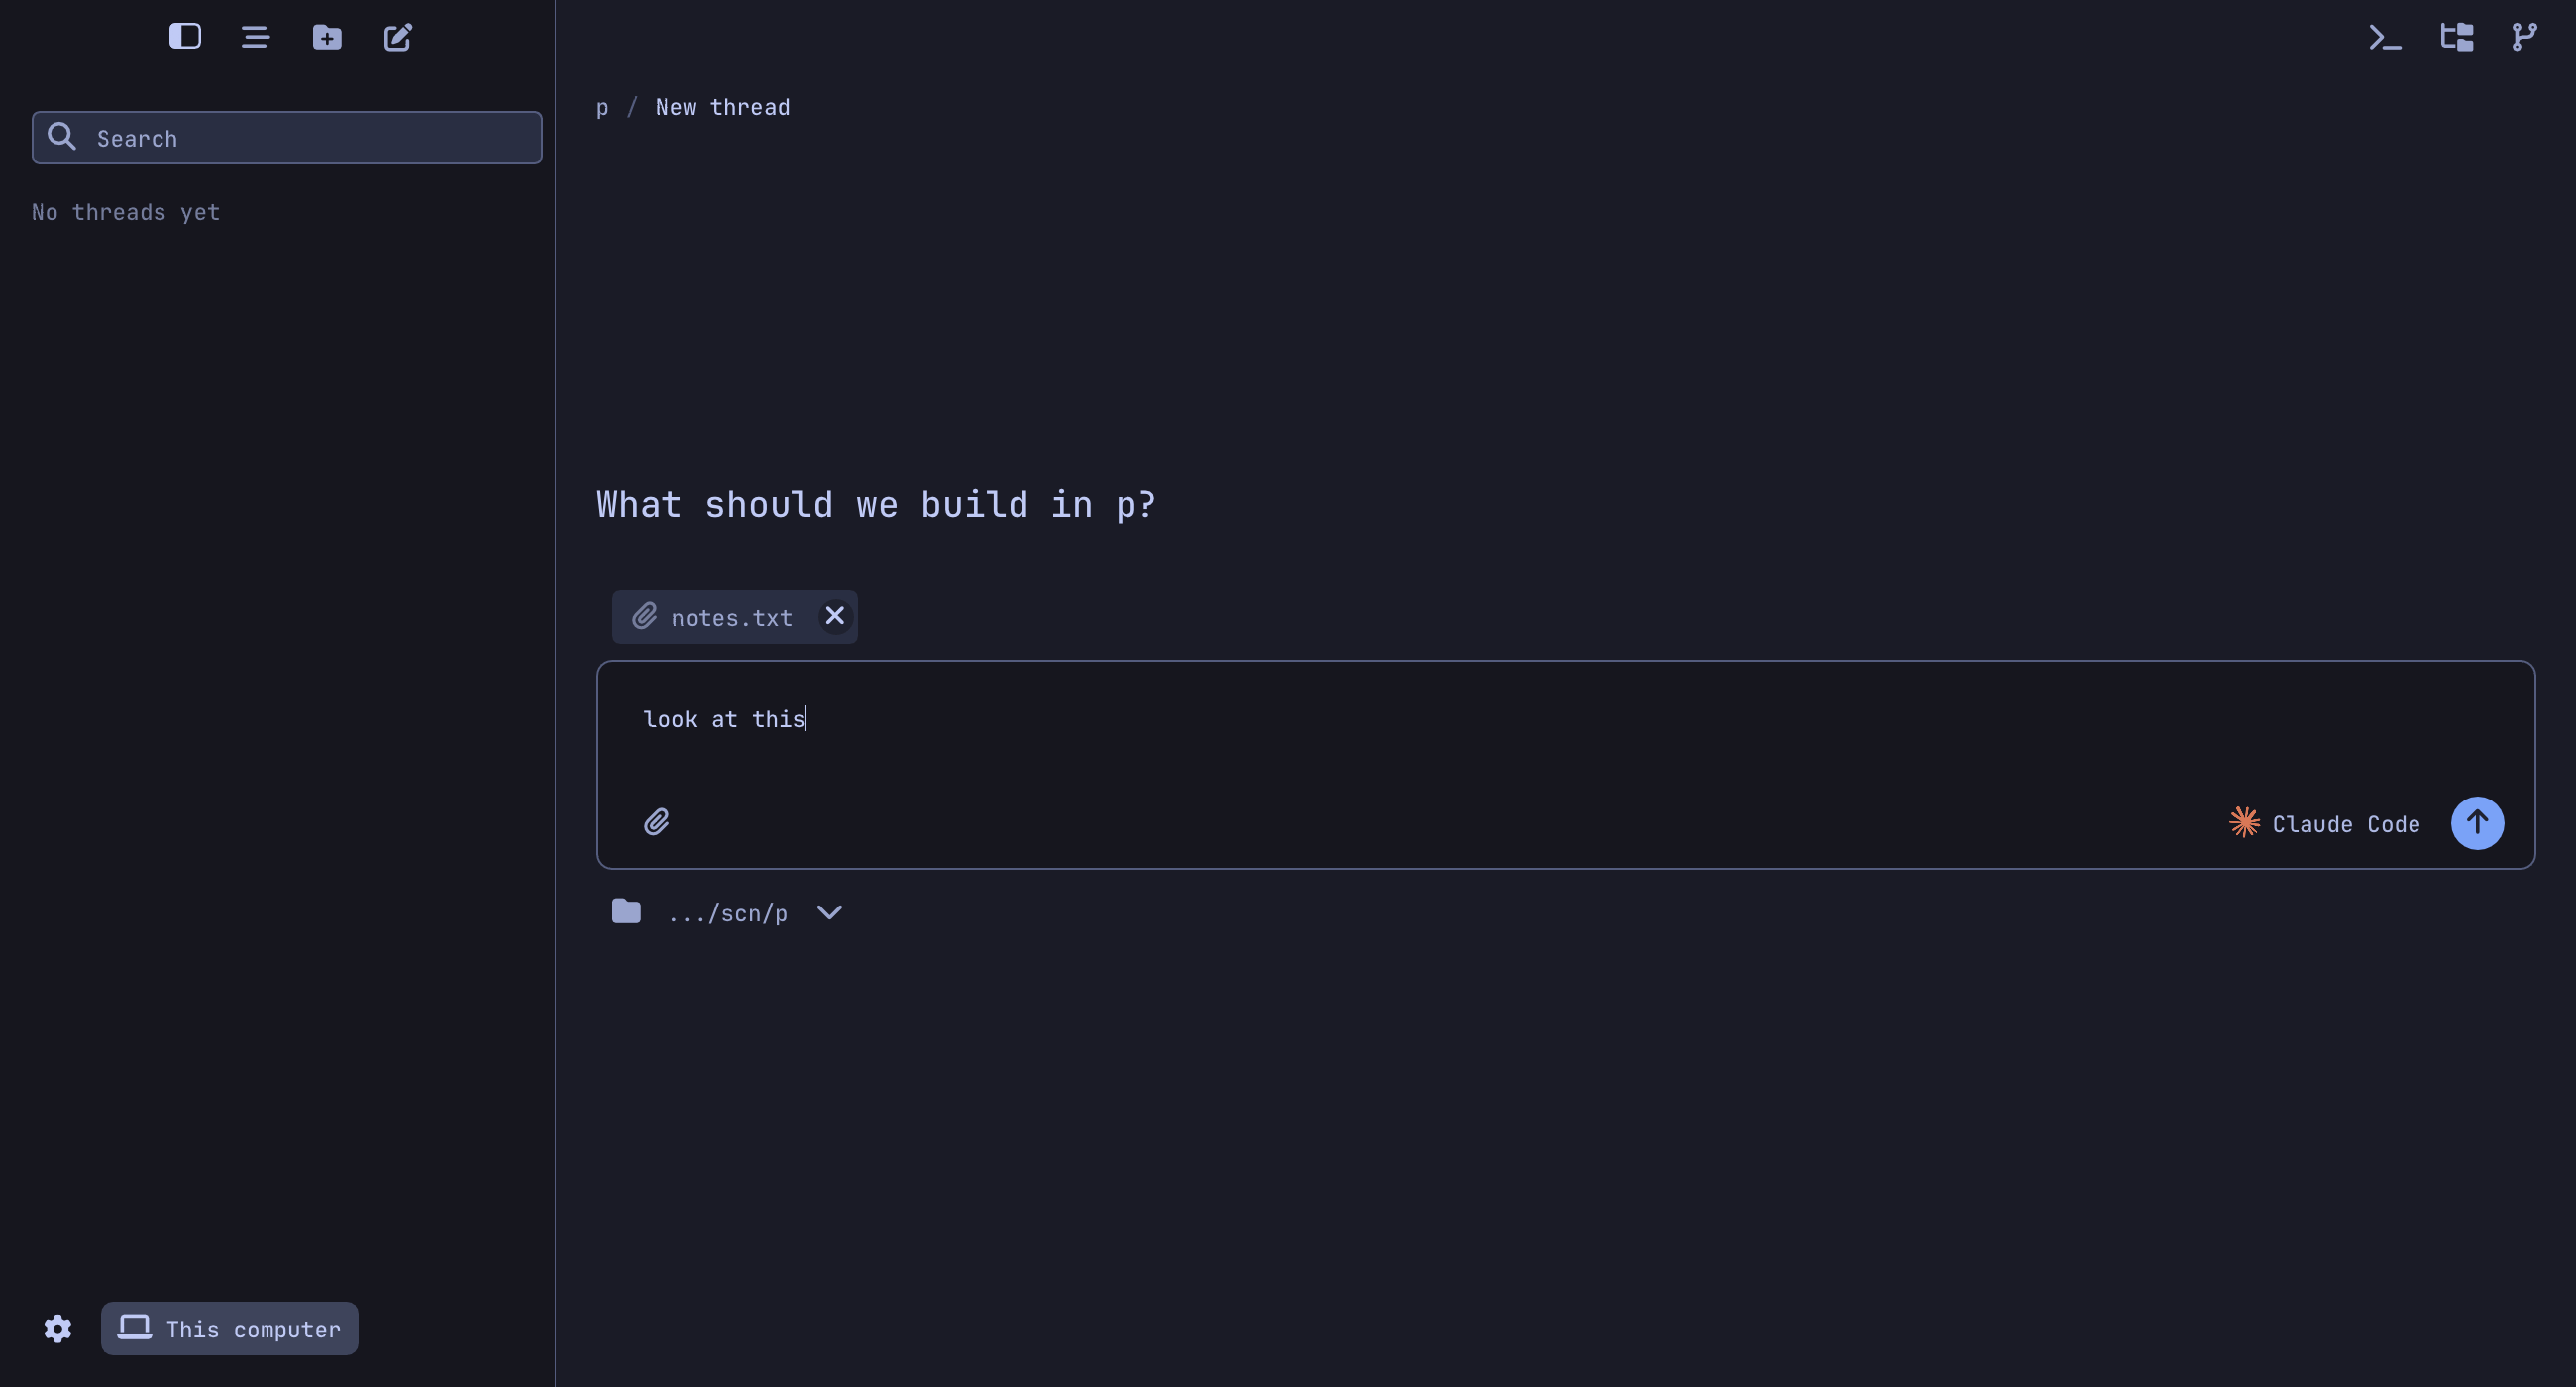 Search
No threads yet
p / New thread
What should we build in p?
notes.txt
look at this
Claude Code
.../scn/p
This computer